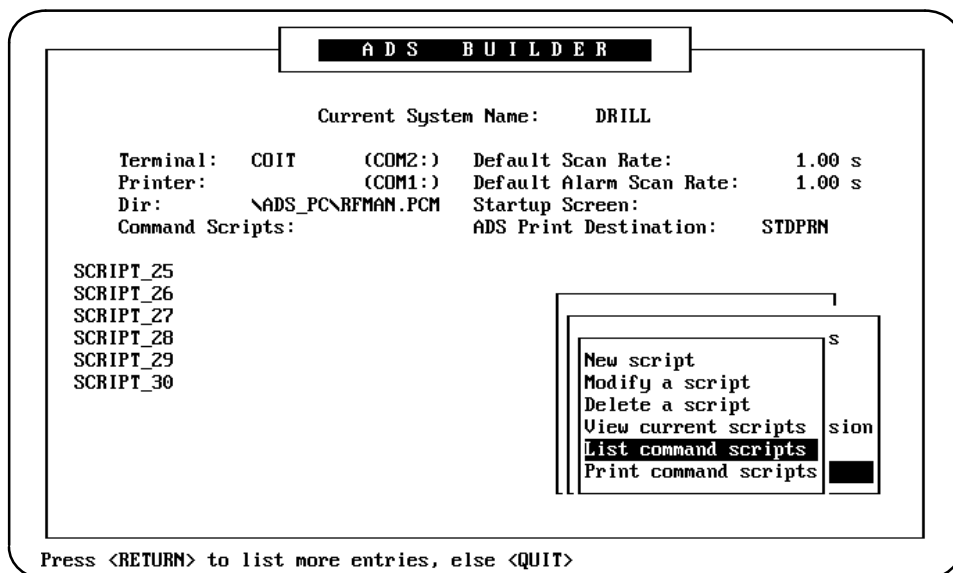 ADS BUILDER
Current System Name: DRILL
Terminal: COIT (COM2:) Default Scan Rate: 1.00 s
Printer: (COM1:) Default Alarm Scan Rate: 1.00 s
Dir: \ADS_PC\RFMAN.PCM Startup Screen:
Command Scripts: ADS Print Destination: STDPRN
SCRIPT_25
SCRIPT_26
SCRIPT_27
SCRIPT_28
SCRIPT_29
SCRIPT_30
s
New script
Modify a script
Delete a script
View current scripts sion
List command scripts
Print command scripts
Press <RETURN> to list more entries, else <QUIT>